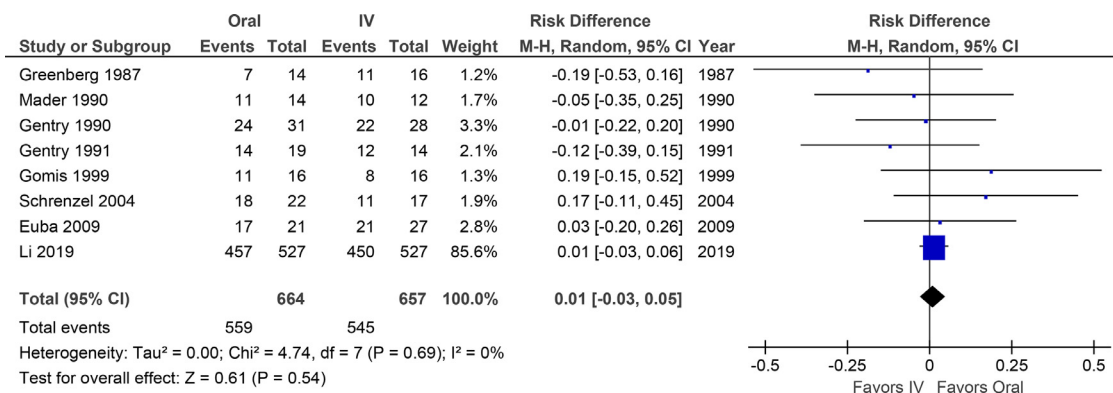 Oral IV Risk Difference Risk Difference
Study or Subgroup Events Total Events Total Weight M-H, Random, 95% CI Year M-H, Random, 95% CI
Greenberg 1987 7 14 11 16 1.2% -0.19 [-0.53, 0.16] 1987
Mader 1990 11 14 10 12 1.7% -0.05 [-0.35, 0.25] 1990
Gentry 1990 24 31 22 28 3.3% -0.01 [-0.22, 0.20] 1990
Gentry 1991 14 19 12 14 2.1% -0.12 [-0.39, 0.15] 1991
Gomis 1999 11 16 8 16 1.3% 0.19 [-0.15, 0.52] 1999
Schrenzel 2004 18 22 11 17 1.9% 0.17 [-0.11, 0.45] 2004
Euba 2009 17 21 21 27 2.8% 0.03 [-0.20, 0.26] 2009
Li 2019 457 527 450 527 85.6% 0.01 [-0.03, 0.06] 2019
Total (95% CI) 664 657 100.0% 0.01 [-0.03, 0.05]
Total events 559 545
Heterogeneity: Tau² = 0.00; Chi² = 4.74, df = 7 (P = 0.69); I² = 0%
Test for overall effect: Z = 0.61 (P = 0.54)
-0.5 -0.25 0 0.25 0.5
Favors IV Favors Oral